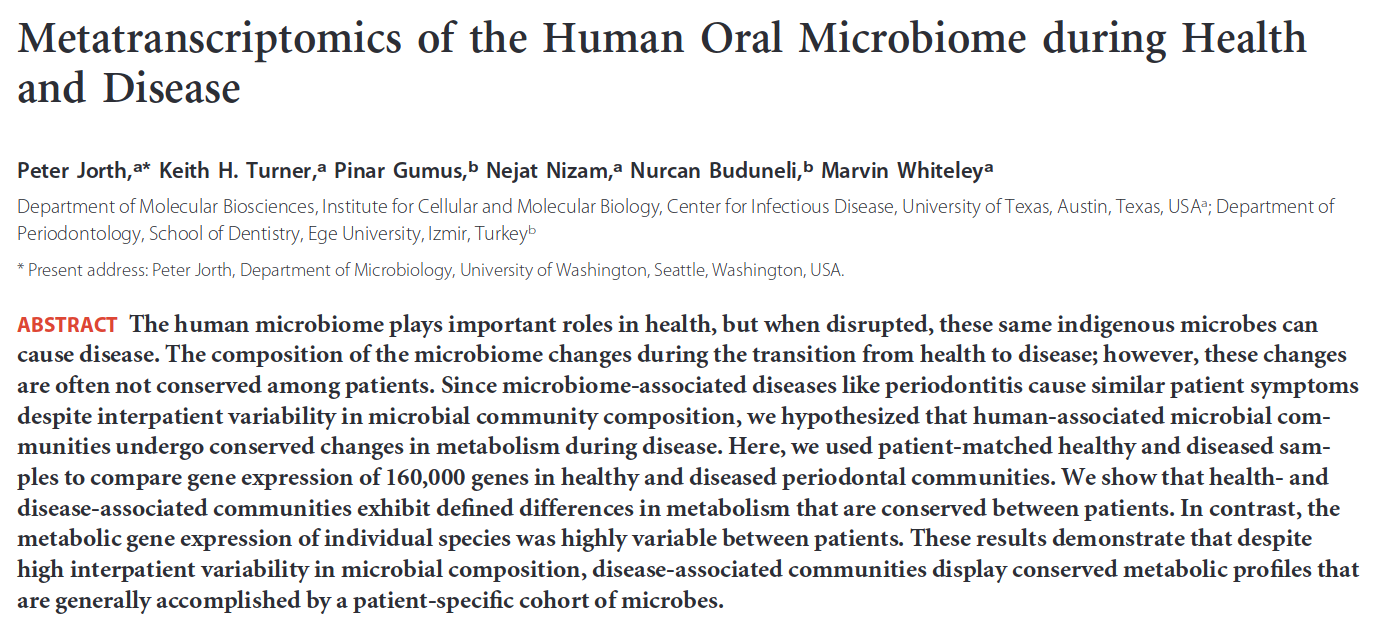 Metatranscriptomics of the Human Oral Microbiome during Health
and Disease
Peter Jorth,ᵃ* Keith H. Turner,ᵃ Pinar Gumus,ᵇ Nejat Nizam,ᵃ Nurcan Buduneli,ᵇ Marvin Whiteleyᵃ
Department of Molecular Biosciences, Institute for Cellular and Molecular Biology, Center for Infectious Disease, University of Texas, Austin, Texas, USAᵃ; Department of
Periodontology, School of Dentistry, Ege University, Izmir, Turkeyᵇ
* Present address: Peter Jorth, Department of Microbiology, University of Washington, Seattle, Washington, USA.
ABSTRACT The human microbiome plays important roles in health, but when disrupted, these same indigenous microbes can
cause disease. The composition of the microbiome changes during the transition from health to disease; however, these changes
are often not conserved among patients. Since microbiome-associated diseases like periodontitis cause similar patient symptoms
despite interpatient variability in microbial community composition, we hypothesized that human-associated microbial com-
munities undergo conserved changes in metabolism during disease. Here, we used patient-matched healthy and diseased sam-
ples to compare gene expression of 160,000 genes in healthy and diseased periodontal communities. We show that health- and
disease-associated communities exhibit defined differences in metabolism that are conserved between patients. In contrast, the
metabolic gene expression of individual species was highly variable between patients. These results demonstrate that despite
high interpatient variability in microbial composition, disease-associated communities display conserved metabolic profiles that
are generally accomplished by a patient-specific cohort of microbes.